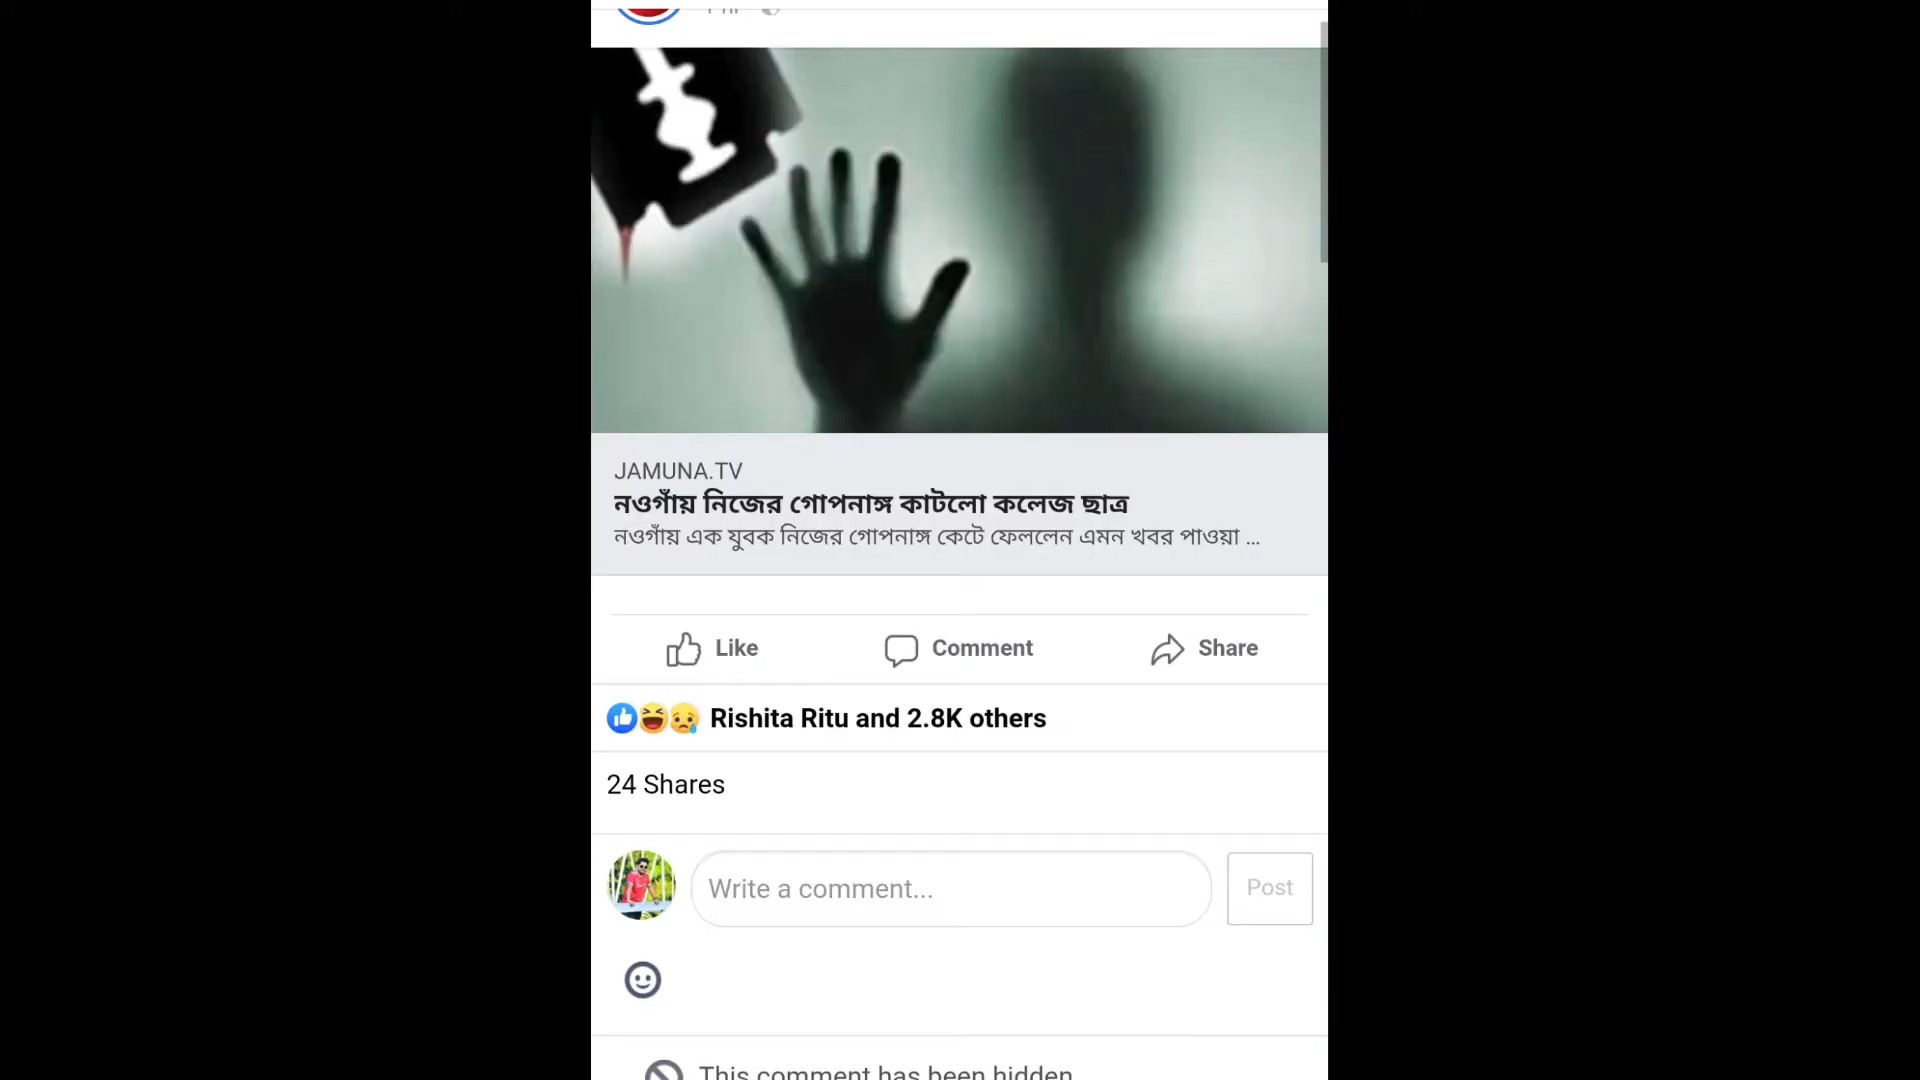 JAMUNA.TV
নওগাঁয় নিজের গোপনাঙ্গ কাটলো কলেজ ছাত্র
নওগাঁয় এক যুবক নিজের গোপনাঙ্গ কেটে ফেললেন এমন খবর পাওয়া ...
Like Comment Share
Rishita Ritu and 2.8K others
24 Shares
Write a comment... Post
This comment has been hidden